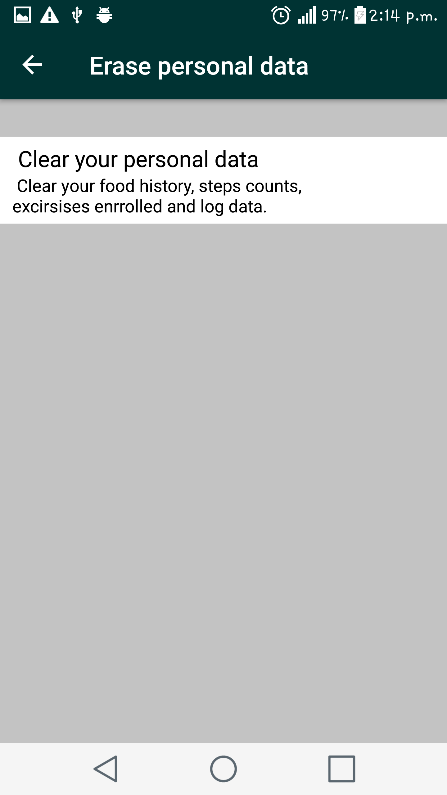 97% 2:14 p.m.
Erase personal data
Clear your personal data
Clear your food history, steps counts,
excirsises enrrolled and log data.